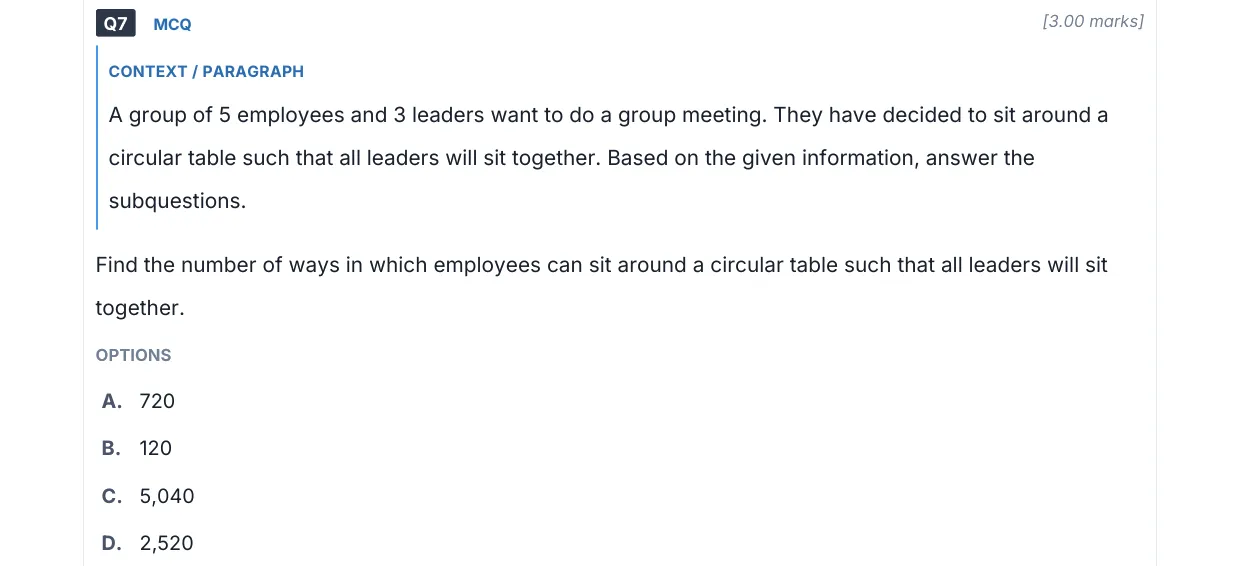 Q7 MCQ [3.00 marks]
CONTEXT / PARAGRAPH
A group of 5 employees and 3 leaders want to do a group meeting. They have decided to sit around a
circular table such that all leaders will sit together. Based on the given information, answer the
subquestions.
Find the number of ways in which employees can sit around a circular table such that all leaders will sit
together.
OPTIONS
A. 720
B. 120
C. 5,040
D. 2,520